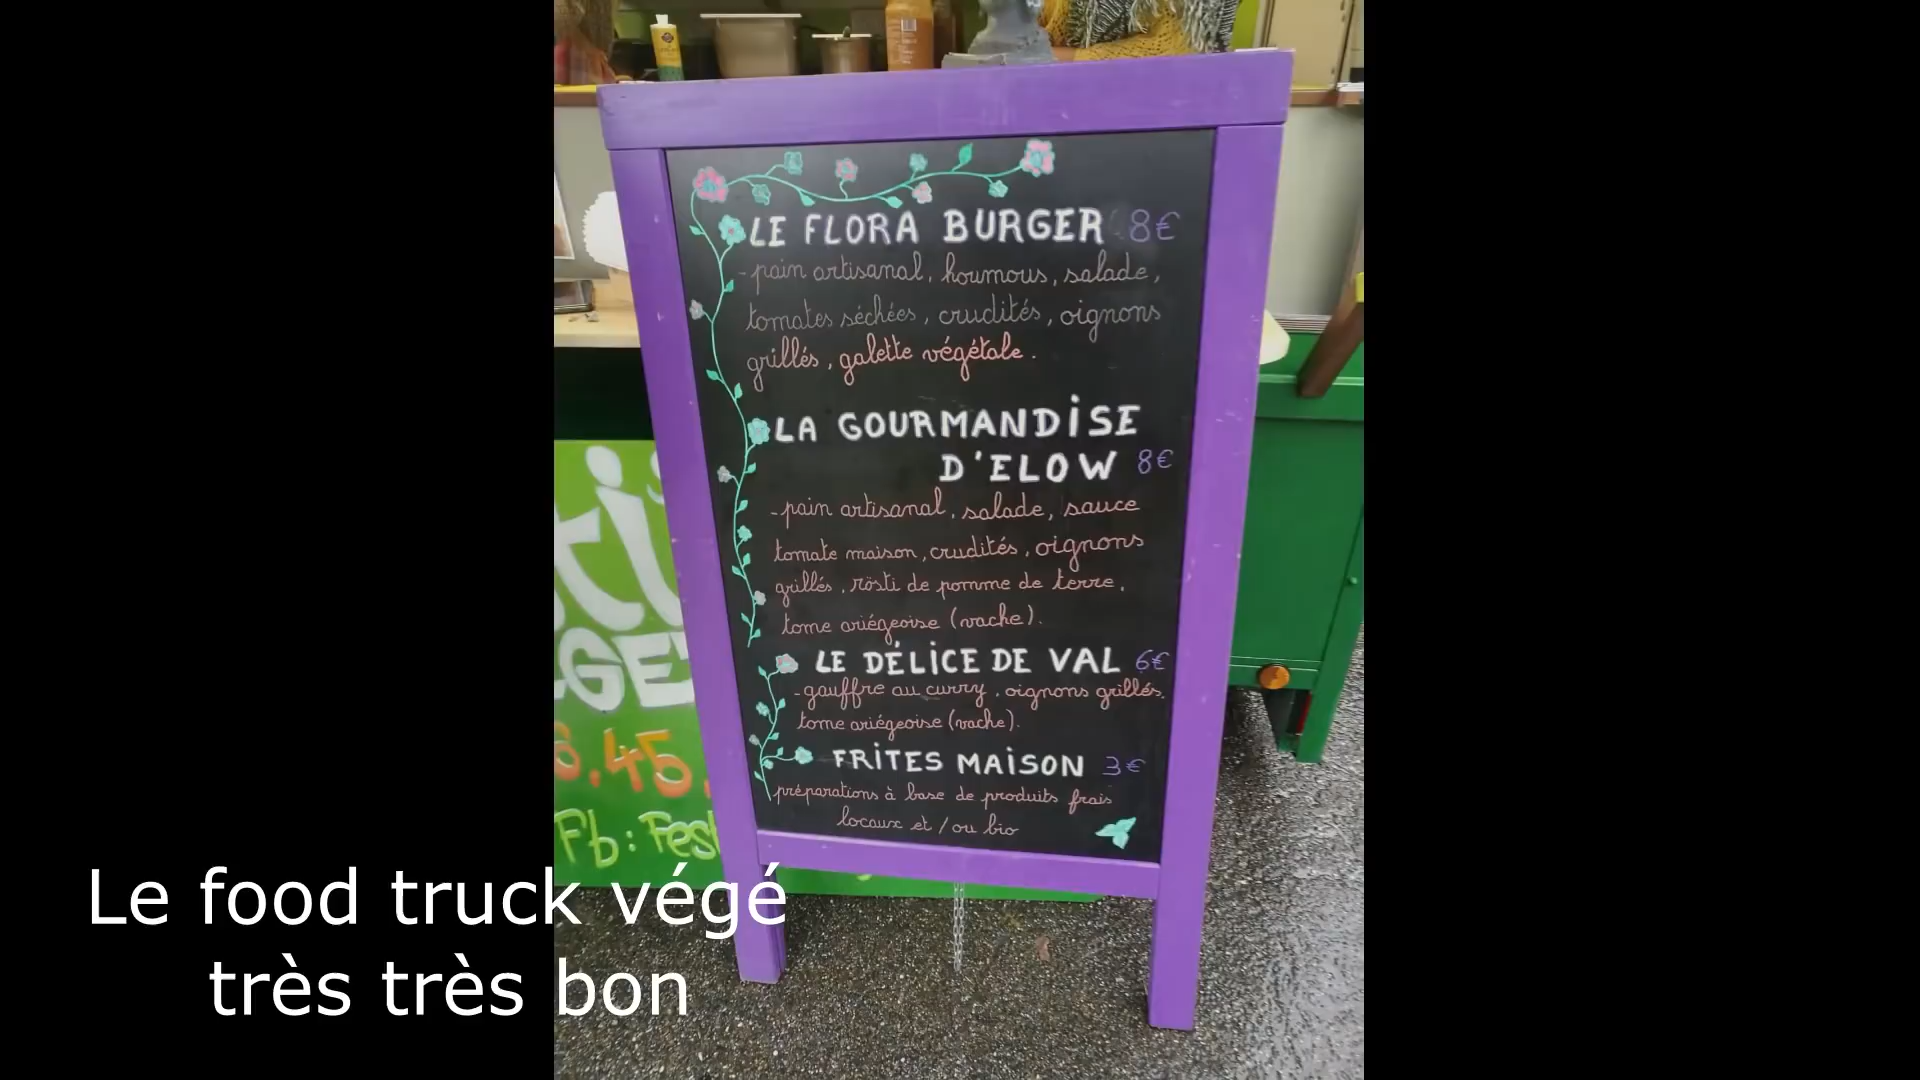 LE FLORA BURGER 8€
- pain artisanal, houmous, salade,
tomates séchées, crudités, oignons
grillés, galette végétale.
LA GOURMANDISE
D'ELOW 8€
- pain artisanal, salade, sauce
tomate maison, crudités, oignons
grillés, rösti de pomme de terre,
tome ariégeoise (vache).
LE DÉLICE DE VAL 6€
- gauffre au curry, oignons grillés,
tome ariégeoise (vache).
FRITES MAISON 3€
préparations à base de produits frais
locaux et / ou bio
.45.
Fb: Fest
Le food truck végé
très très bon